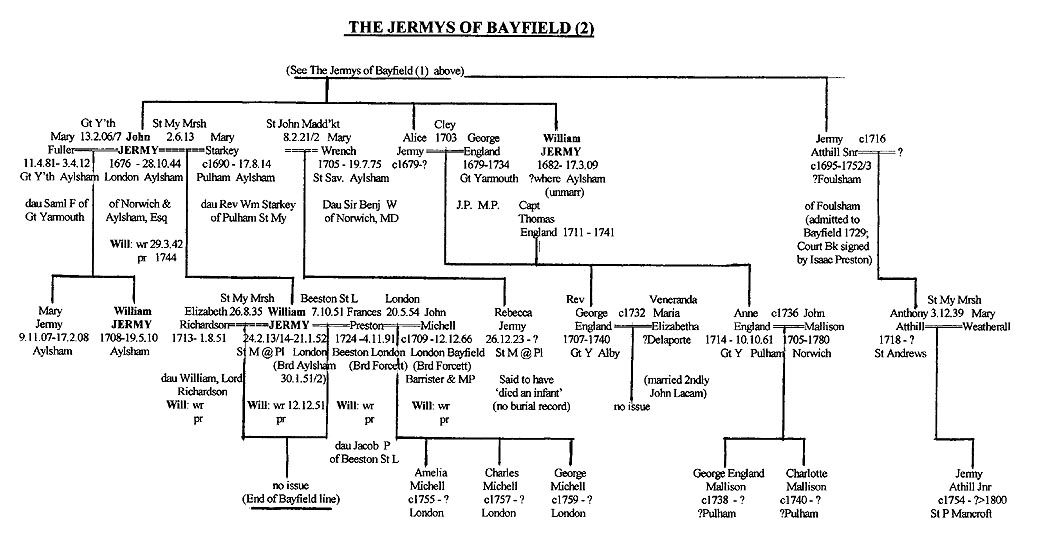 THE JERMYS OF BAYFIELD (2)
(See The Jermys of Bayfield (1) above)
Gt Y'th St My Mrsh
Mary 13.2.06/7 John 2.6.13 Mary
Fuller JERMY Starkey
11.4.81- 3.4.12 1676 - 28.10.44 c1690 - 17.8.14
Gt Y'th Aylsham London Aylsham Pulham Aylsham
dau Saml F of
Gt Yarmouth
of Norwich &
Aylsham, Esq
Will: wr 29.3.42
pr 1744
dau Rev Wm Starkey
of Pulham St My
St John Madd'kt
8.2.21/2 Mary
Wrench
1705 - 19.7.75
St Sav. Aylsham
Dau Sir Benj W
of Norwich, MD
Cley
Alice 1703 George
Jermy England
c1679-? 1679-1734
Gt Yarmouth
J.P. M.P.
William
JERMY
1682- 17.3.09
?where Aylsham
(unmarr)
Capt
Thomas
England 1711 - 1741
Jermy c1716
Atthill Snr ?
c1695-1752/3
?Foulsham
of Foulsham
(admitted to
Bayfield 1729;
Court Bk signed
by Isaac Preston)
Mary
Jermy
9.11.07-17.2.08
Aylsham
William
JERMY
1708-19.5.10
Aylsham
St My Mrsh Beeston St L London
Elizabeth 26.8.35 William 7.10.51 Frances 20.5.54 John
Richardson JERMY Preston Michell
1713- 1.8.51 24.2.13/14-21.1.52 1724 -4.11.91 c1709 -12.12.66
St M @ Pl London Beeston London London Bayfield
(Brd Aylsham (Brd Forcett) (Brd Forcett)
30.1.51/2) Barrister & MP
dau William, Lord
Richardson
Will: wr Will: wr 12.12.51 Will: wr Will: wr
pr pr pr pr
dau Jacob P
of Beeston St L
Rebecca
Jermy
26.12.23 - ?
St M @ Pl
Said to have
'died an infant'
(no burial record)
Rev Veneranda
George c1732 Maria
England Elizabetha
1707-1740 ?Delaporte
Gt Y Alby
(married 2ndly
John Lacam)
no issue
Anne c1736 John
England Mallison
1714 - 10.10.61 1705-1780
Gt Y Pulham Norwich
St My Mrsh
Anthony 3.12.39 Mary
Atthill Weatherall
1718 - ?
St Andrews
no issue
(End of Bayfield line)
Amelia
Michell
c1755 - ?
London
Charles
Michell
c1757 - ?
London
George
Michell
c1759 - ?
London
George England
Mallison
c1738 - ?
?Pulham
Charlotte
Mallison
c1740 - ?
?Pulham
Jermy
Athill Jnr
c1754 - ?>1800
St P Mancroft